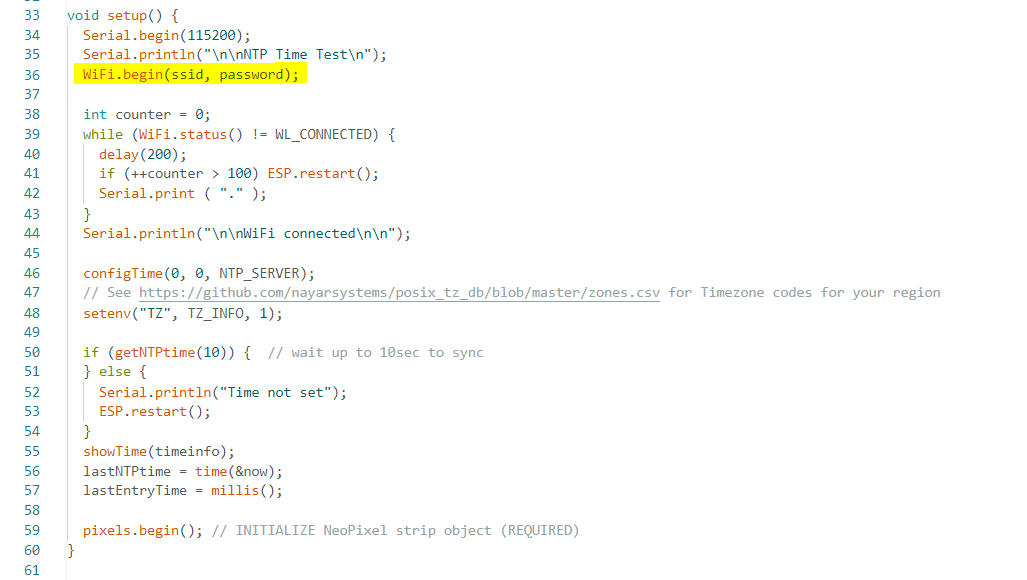 33 void setup() {
34   Serial.begin(115200);
35   Serial.println("\n\nNTP Time Test\n");
36   WiFi.begin(ssid, password);
37
38   int counter = 0;
39   while (WiFi.status() != WL_CONNECTED) {
40     delay(200);
41     if (++counter > 100) ESP.restart();
42     Serial.print ( "." );
43   }
44   Serial.println("\n\nWiFi connected\n\n");
45
46   configTime(0, 0, NTP_SERVER);
47   // See https://github.com/nayarsystems/posix_tz_db/blob/master/zones.csv for Timezone codes for your region
48   setenv("TZ", TZ_INFO, 1);
49
50   if (getNTPtime(10)) {  // wait up to 10sec to sync
51   } else {
52     Serial.println("Time not set");
53     ESP.restart();
54   }
55   showTime(timeinfo);
56   lastNTPtime = time(&now);
57   lastEntryTime = millis();
58
59   pixels.begin(); // INITIALIZE NeoPixel strip object (REQUIRED)
60 }
61